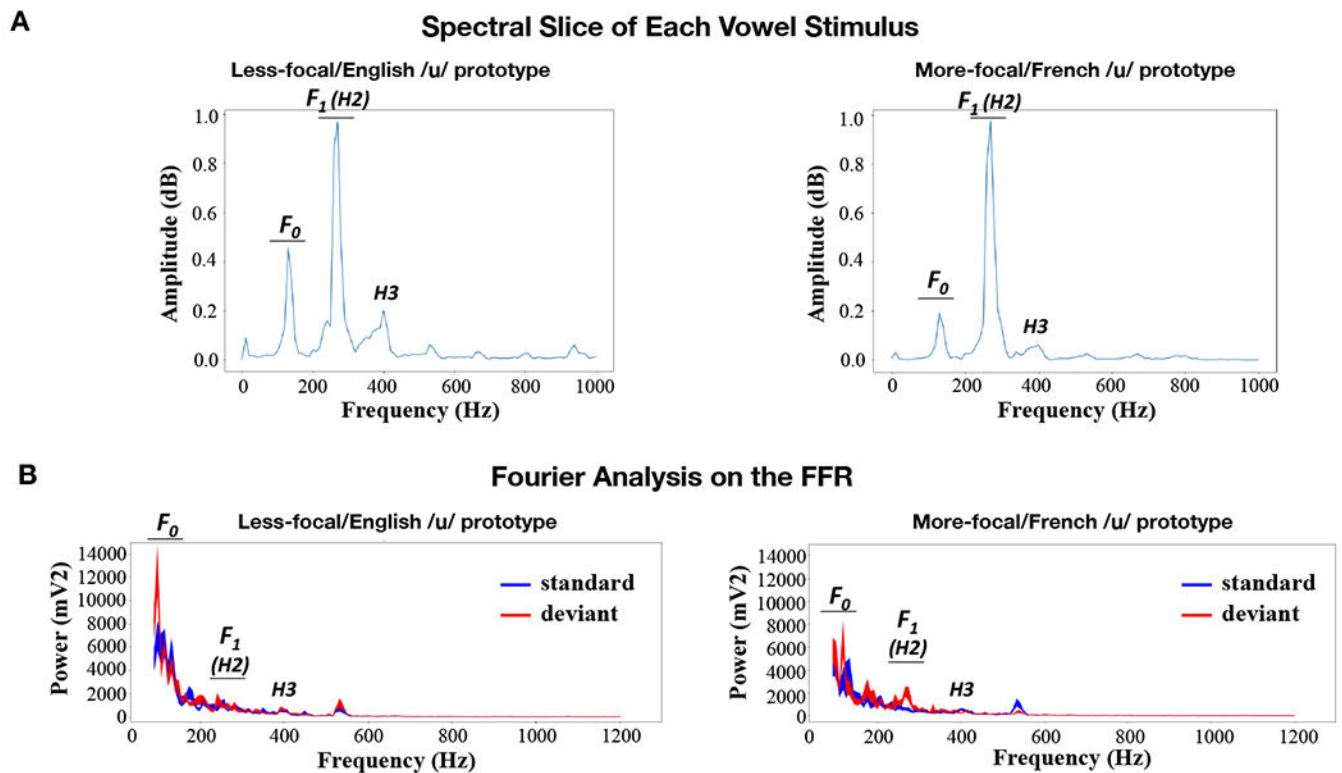 A
Spectral Slice of Each Vowel Stimulus
Less-focal/English /u/ prototype
F1 (H2)
1.0
0.8
0.6
0.4
0.2
0.0
Amplitude (dB)
F0
H3
0 200 400 600 800 1000
Frequency (Hz)
More-focal/French /u/ prototype
F1 (H2)
1.0
0.8
0.6
0.4
0.2
0.0
Amplitude (dB)
F0
H3
0 200 400 600 800 1000
Frequency (Hz)
B
Fourier Analysis on the FFR
Less-focal/English /u/ prototype
F0
14000
12000
10000
8000
6000
4000
2000
0
Power (mV2)
F1
(H2)
H3
standard
deviant
0 200 400 600 800 1000 1200
Frequency (Hz)
More-focal/French /u/ prototype
14000
12000
10000
8000
6000
4000
2000
0
Power (mV2)
F0
F1
(H2)
H3
standard
deviant
0 200 400 600 800 1000 1200
Frequency (Hz)